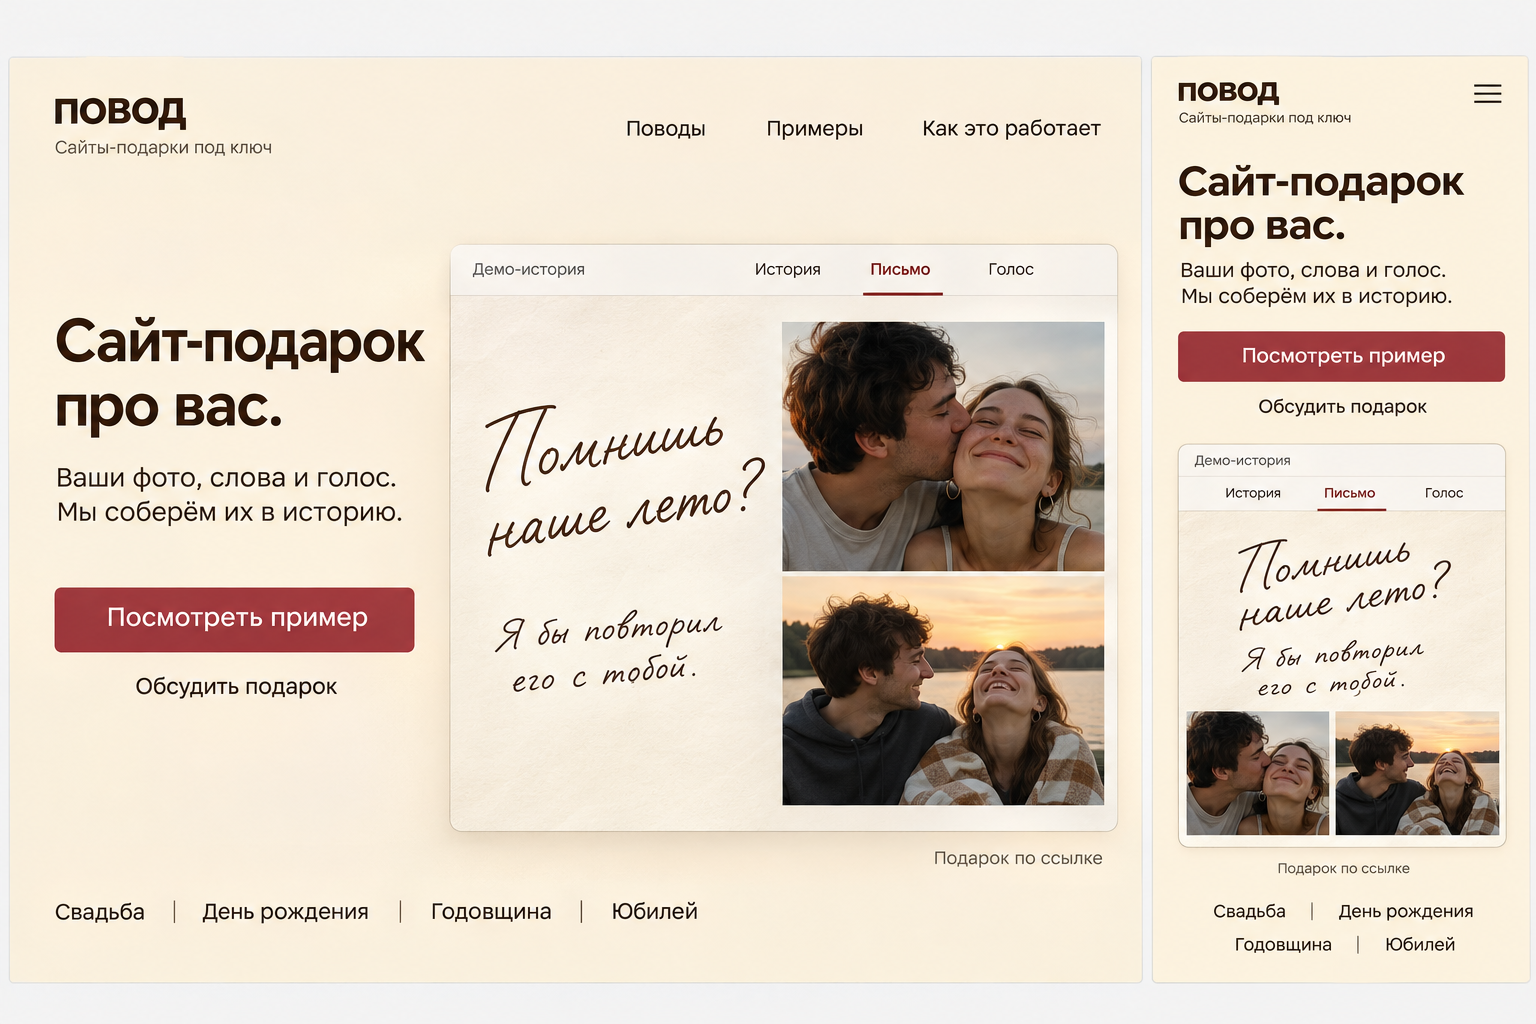 повод
Сайты-подарки под ключ
Поводы Примеры Как это работает
Сайт-подарок
про вас.
Ваши фото, слова и голос.
Мы соберём их в историю.
Посмотреть пример
Обсудить подарок
Демо-история История Письмо Голос
Помнишь
наше лето?
Я бы повторил
его с тобой.
Подарок по ссылке
Свадьба | День рождения | Годовщина | Юбилей
повод
Сайты-подарки под ключ
Сайт-подарок
про вас.
Ваши фото, слова и голос.
Мы соберём их в историю.
Посмотреть пример
Обсудить подарок
Демо-история
История Письмо Голос
Помнишь
наше лето?
Я бы повторил
его с тобой.
Подарок по ссылке
Свадьба | День рождения
Годовщина | Юбилей